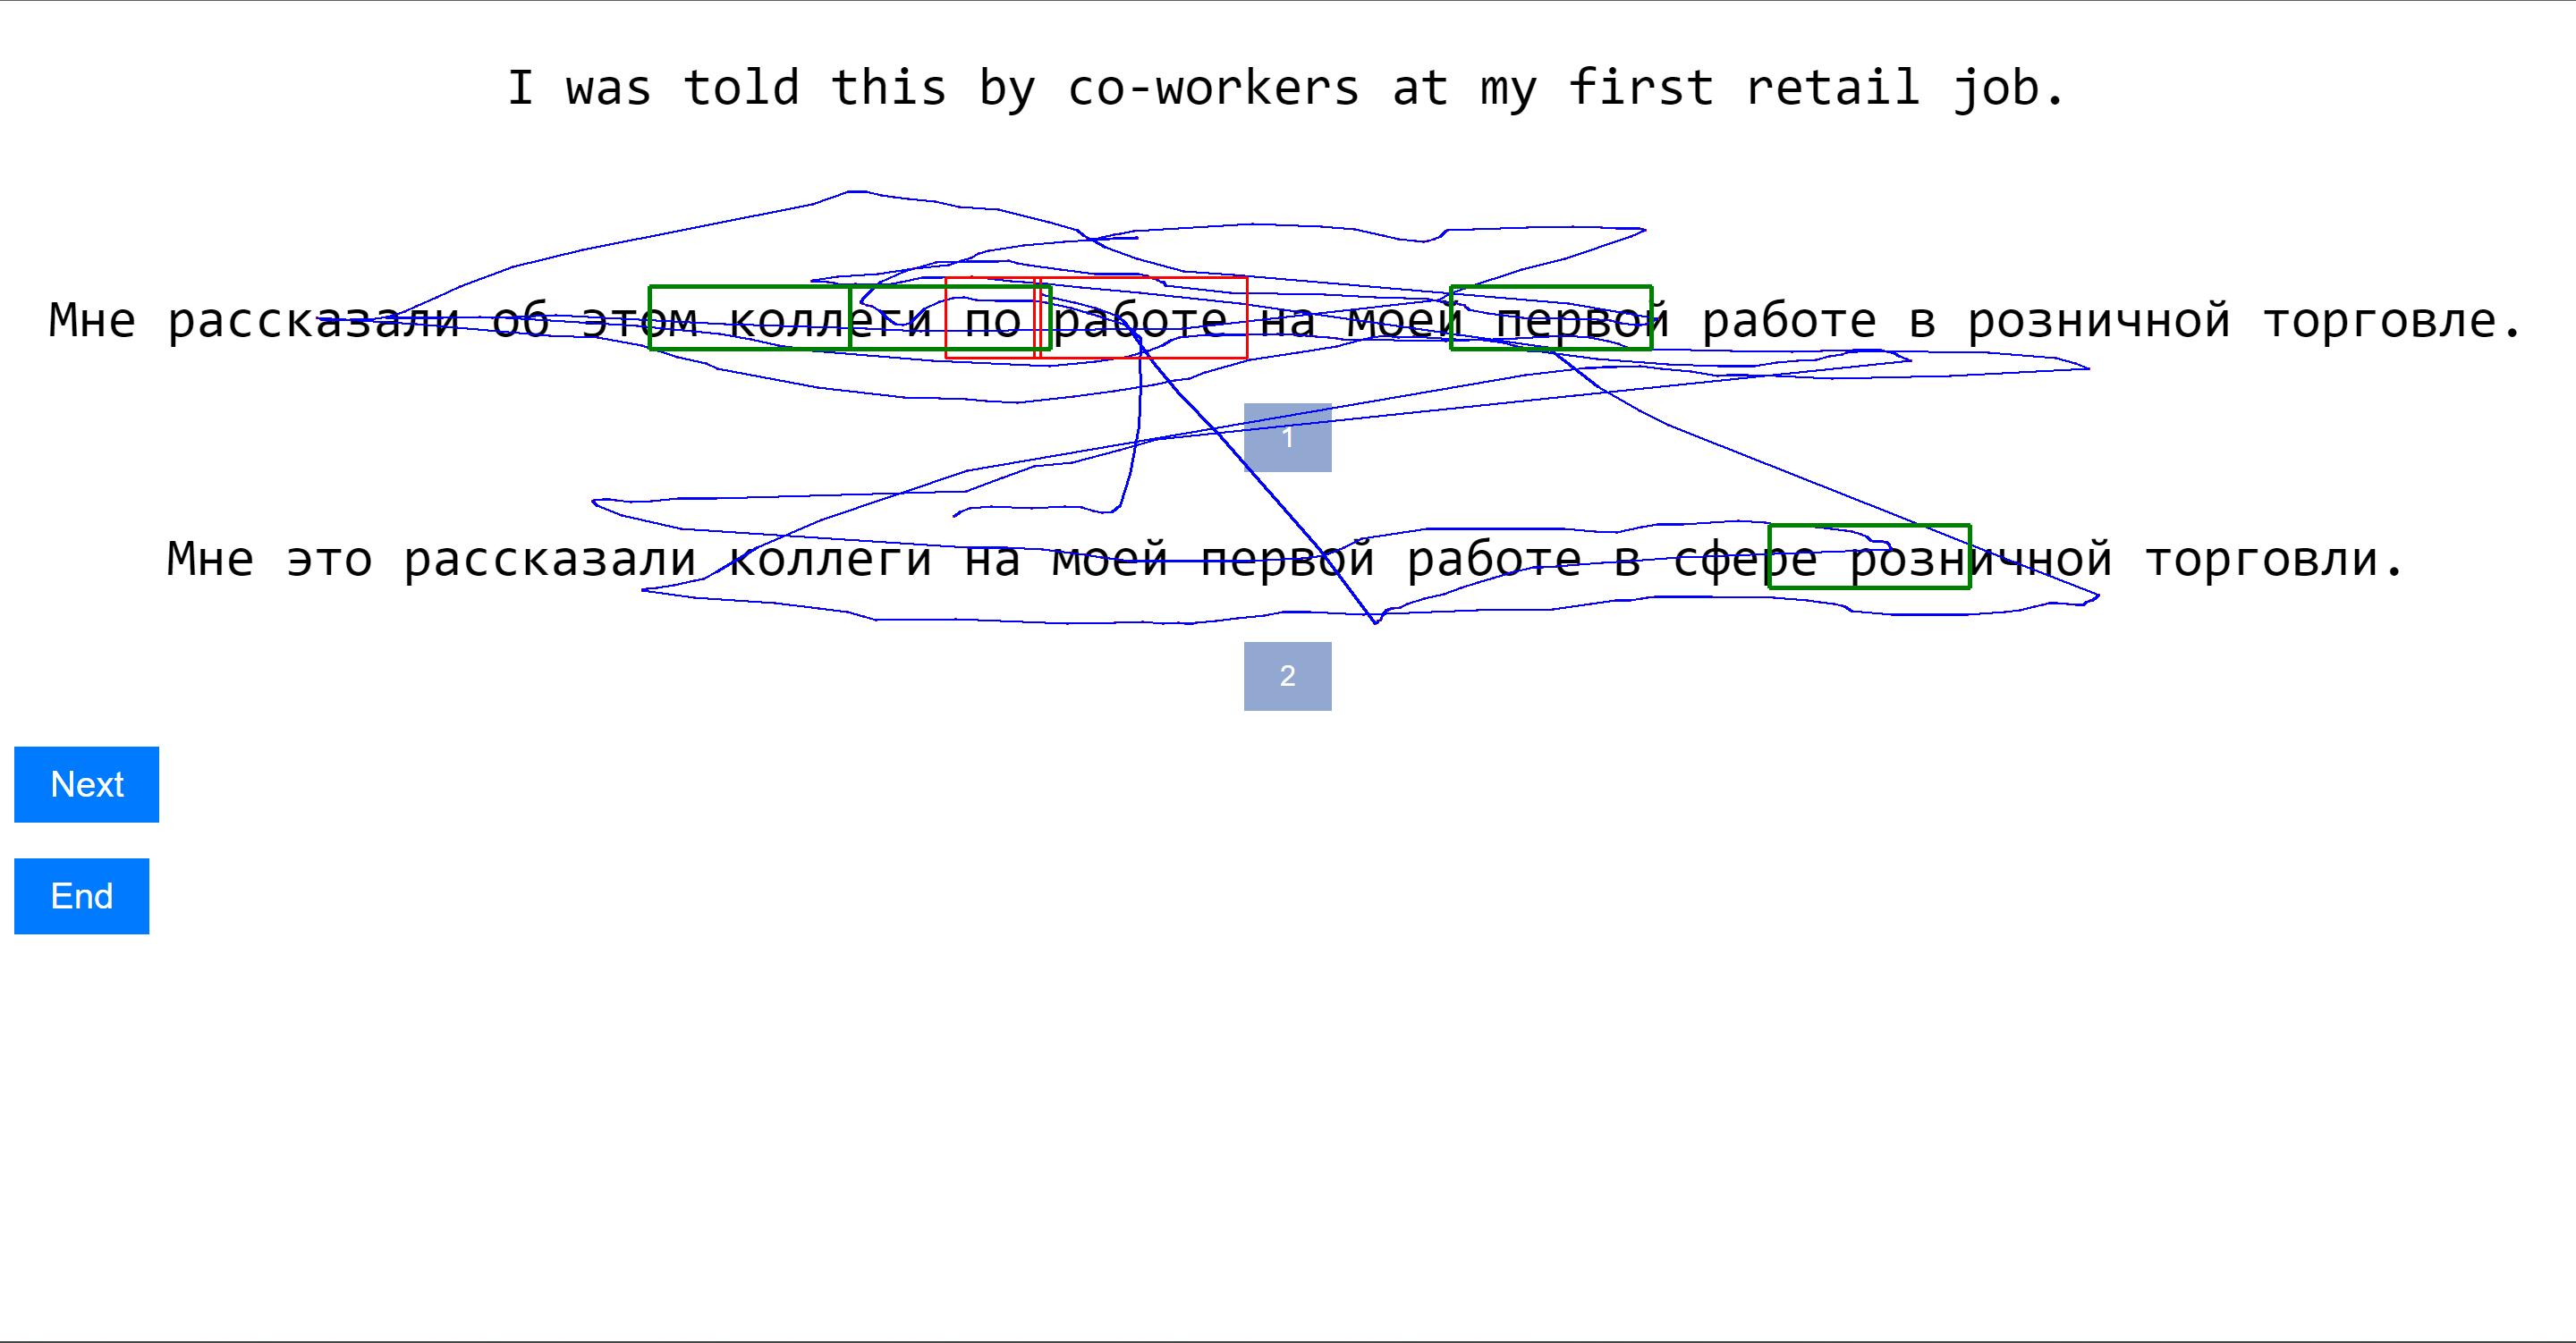 I was told this by co-workers at my first retail job.
Мне рассказали об этом коллеги по работе на моей первой работе в розничной торговле.
1
Мне это рассказали коллеги на моей первой работе в сфере розничной торговли.
2
Next
End